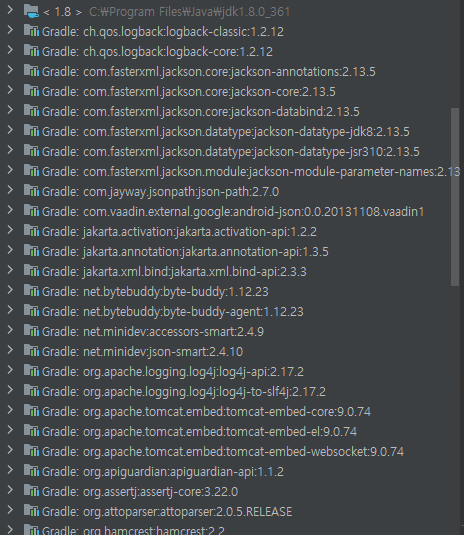 < 1.8 > C:₩Program Files₩Java₩jdk1.8.0_361
Gradle: ch.qos.logback:logback-classic:1.2.12
Gradle: ch.qos.logback:logback-core:1.2.12
Gradle: com.fasterxml.jackson.core:jackson-annotations:2.13.5
Gradle: com.fasterxml.jackson.core:jackson-core:2.13.5
Gradle: com.fasterxml.jackson.core:jackson-databind:2.13.5
Gradle: com.fasterxml.jackson.datatype:jackson-datatype-jdk8:2.13.5
Gradle: com.fasterxml.jackson.datatype:jackson-datatype-jsr310:2.13.5
Gradle: com.fasterxml.jackson.module:jackson-module-parameter-names:2.13
Gradle: com.jayway.jsonpath:json-path:2.7.0
Gradle: com.vaadin.external.google:android-json:0.0.20131108.vaadin1
Gradle: jakarta.activation:jakarta.activation-api:1.2.2
Gradle: jakarta.annotation:jakarta.annotation-api:1.3.5
Gradle: jakarta.xml.bind:jakarta.xml.bind-api:2.3.3
Gradle: net.bytebuddy:byte-buddy:1.12.23
Gradle: net.bytebuddy:byte-buddy-agent:1.12.23
Gradle: net.minidev:accessors-smart:2.4.9
Gradle: net.minidev:json-smart:2.4.10
Gradle: org.apache.logging.log4j:log4j-api:2.17.2
Gradle: org.apache.logging.log4j:log4j-to-slf4j:2.17.2
Gradle: org.apache.tomcat.embed:tomcat-embed-core:9.0.74
Gradle: org.apache.tomcat.embed:tomcat-embed-el:9.0.74
Gradle: org.apache.tomcat.embed:tomcat-embed-websocket:9.0.74
Gradle: org.apiguardian:apiguardian-api:1.1.2
Gradle: org.assertj:assertj-core:3.22.0
Gradle: org.attoparser:attoparser:2.0.5.RELEASE
Gradle: org.hamcrest:hamcrest:2.2